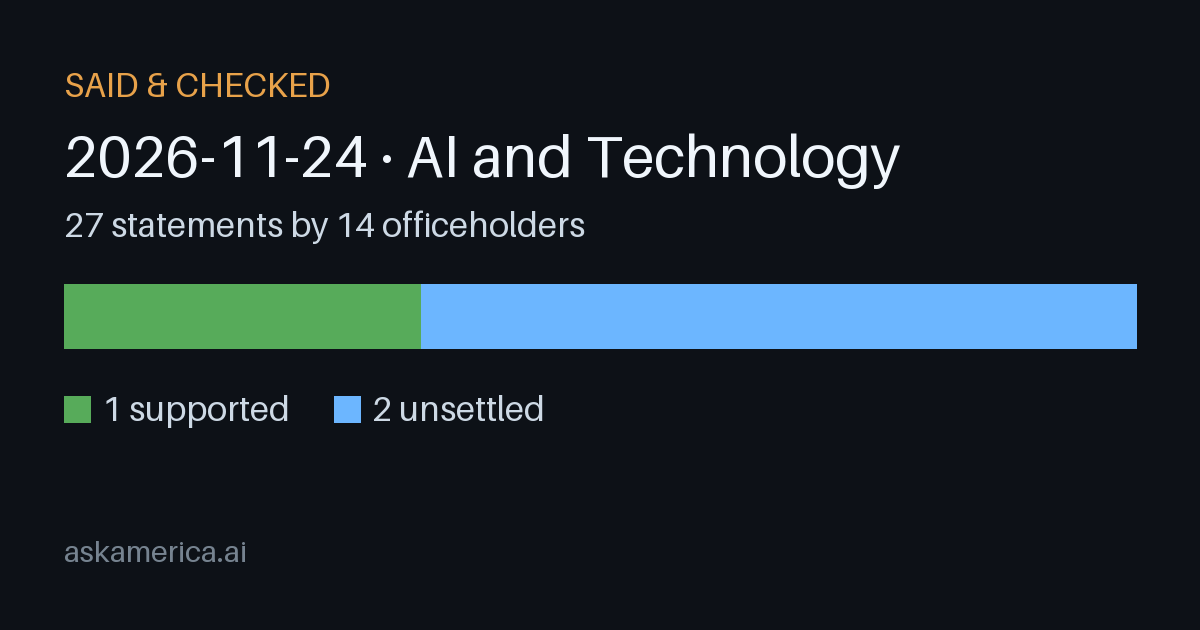 SAID & CHECKED
2026-11-24 · AI and Technology
27 statements by 14 officeholders
1 supported
2 unsettled
askamerica.ai